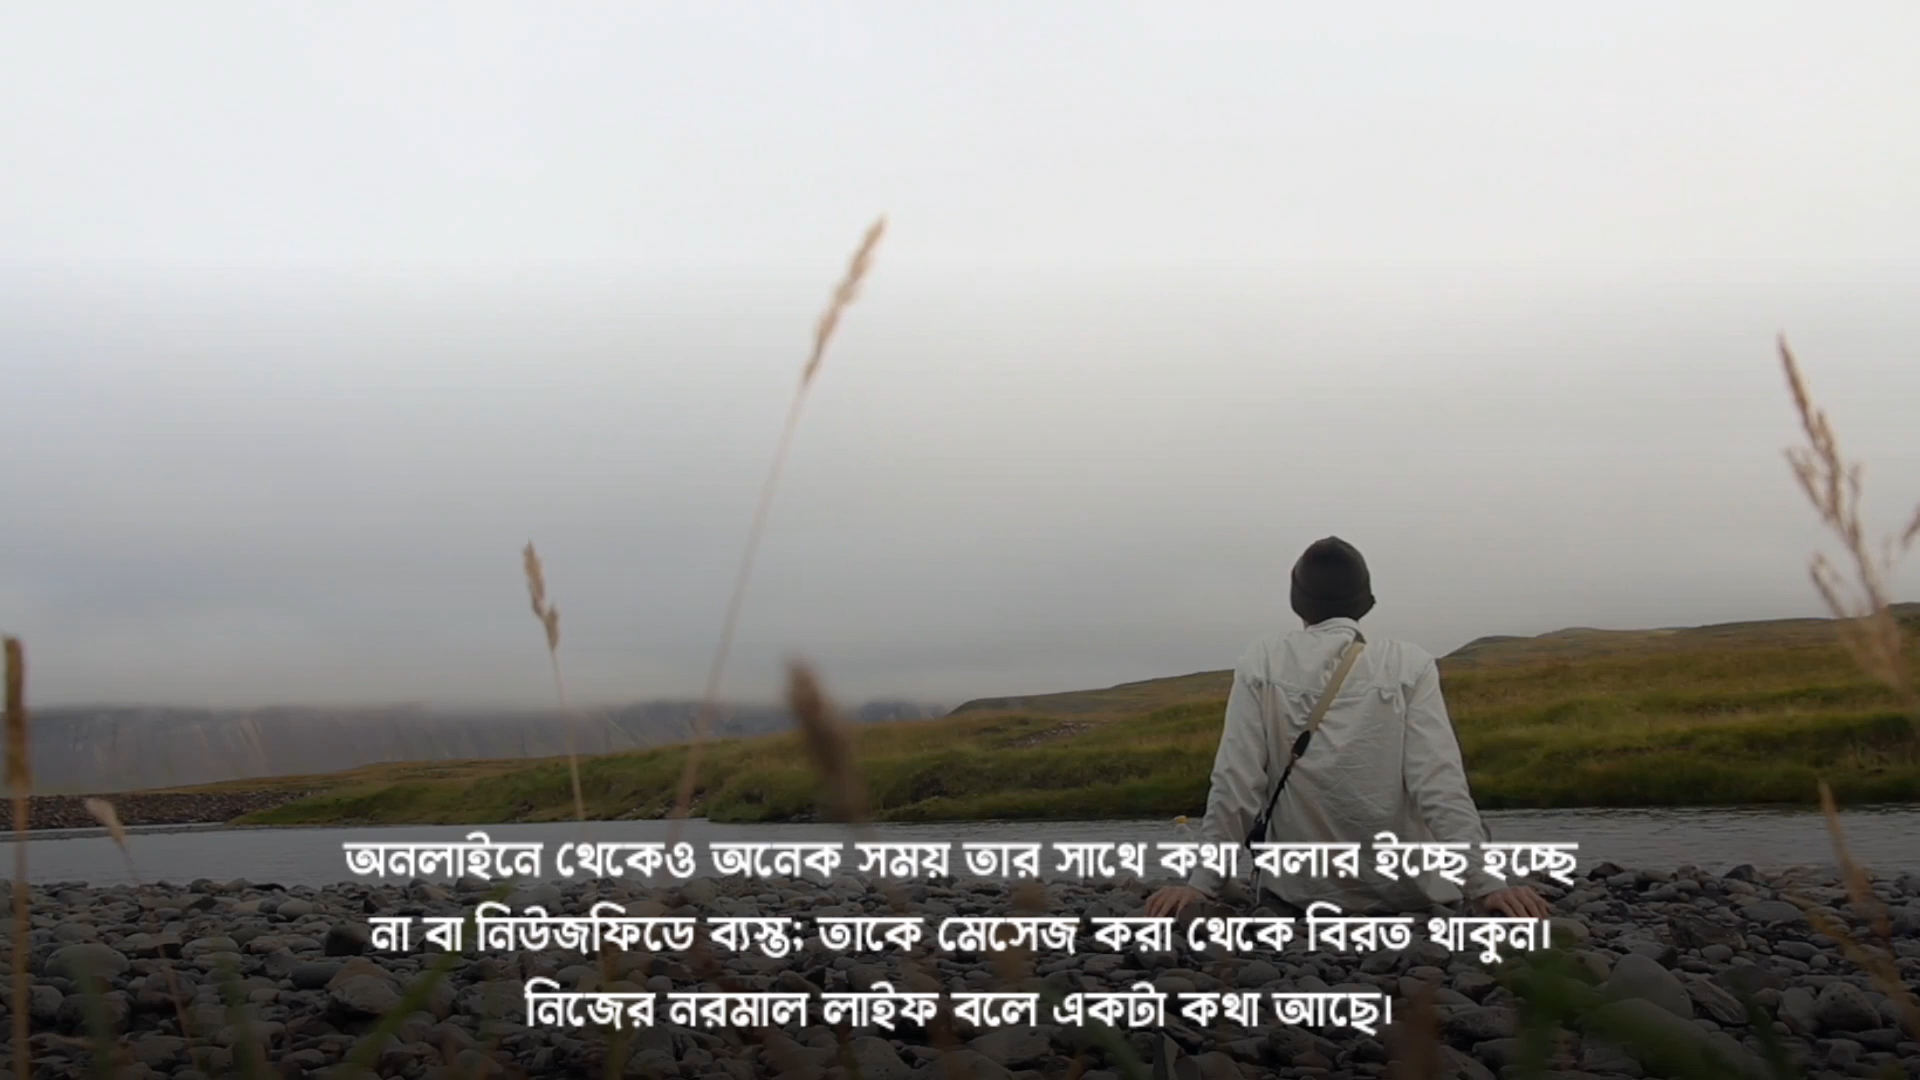 অনলাইনে থেকেও অনেক সময় তার সাথে কথা বলার ইচ্ছে হচ্ছে
না বা নিউজফিডে ব্যস্ত; তাকে মেসেজ করা থেকে বিরত থাকুন।
নিজের নরমাল লাইফ বলে একটা কথা আছে।